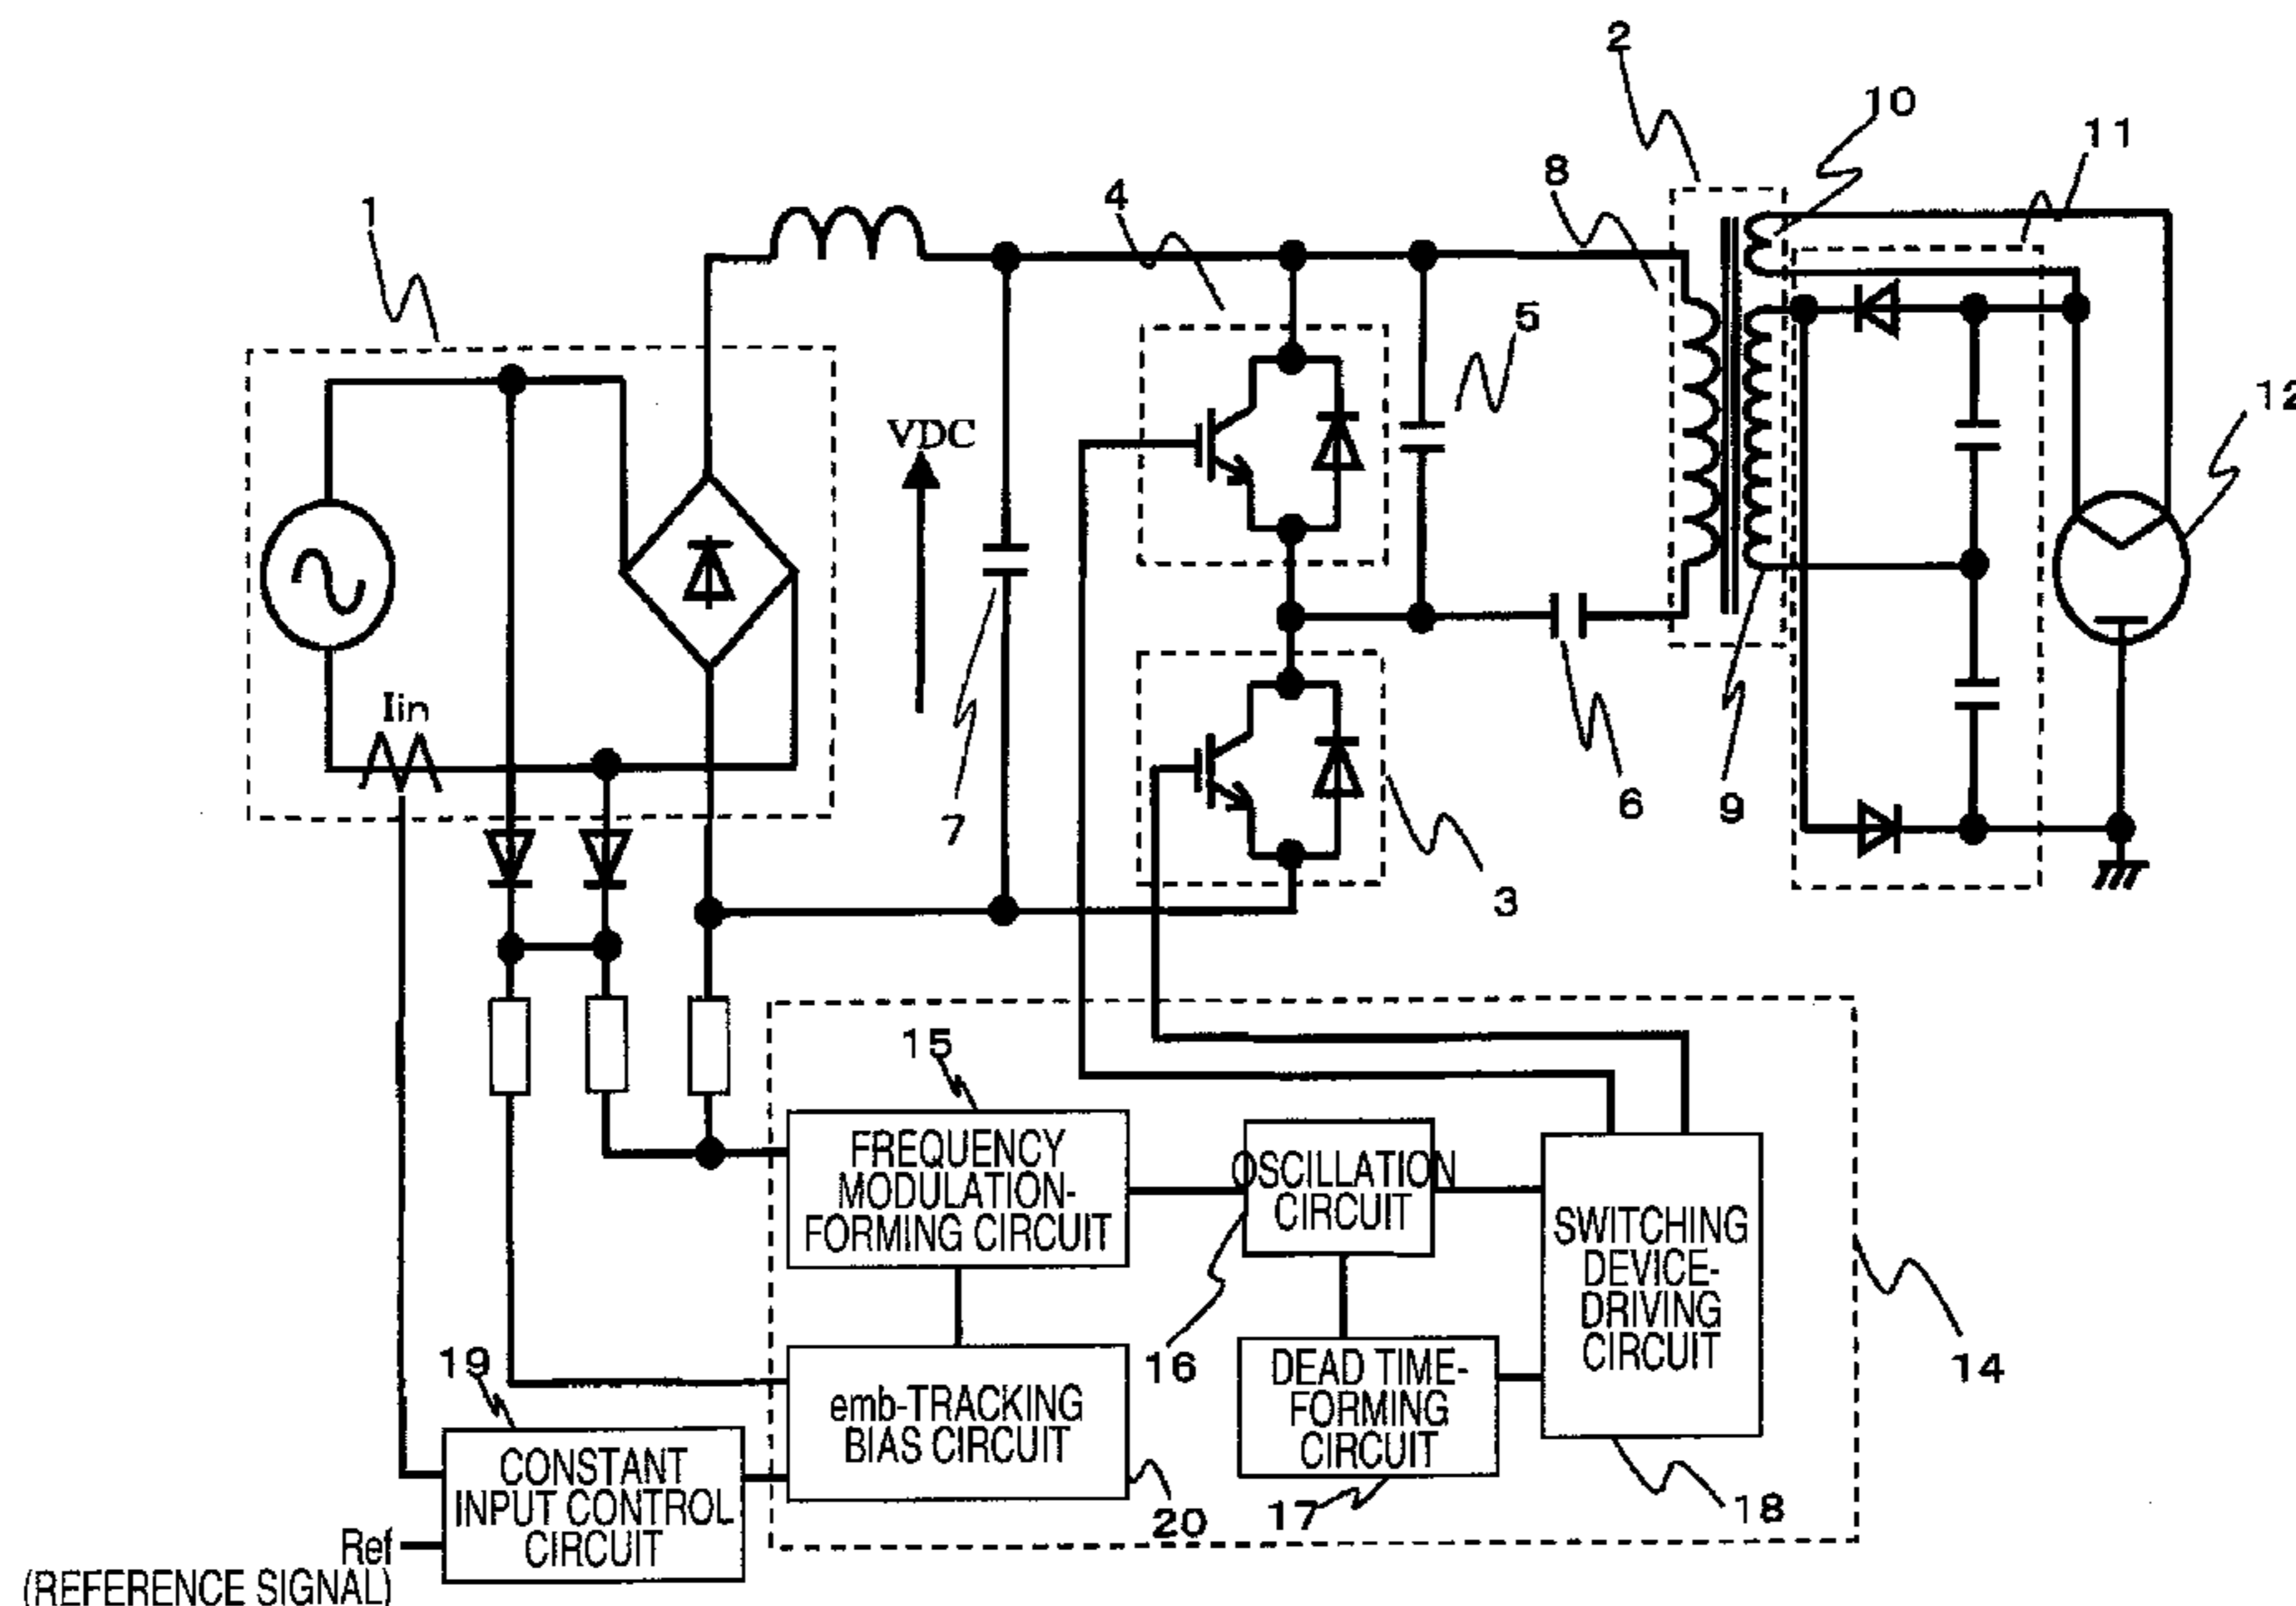 2
10
11
8
4
1
5
12
VDC
Iin
7
6
9
3
15
FREQUENCY
MODULATION-
FORMING CIRCUIT
OSCILLATION
CIRCUIT
SWITCHING
DEVICE-
DRIVING
CIRCUIT
16
14
19
DEAD TIME-
FORMING
CIRCUIT
emb-TRACKING
BIAS CIRCUIT
CONSTANT
INPUT CONTROL
CIRCUIT
17
18
20
Ref
(REFERENCE SIGNAL)